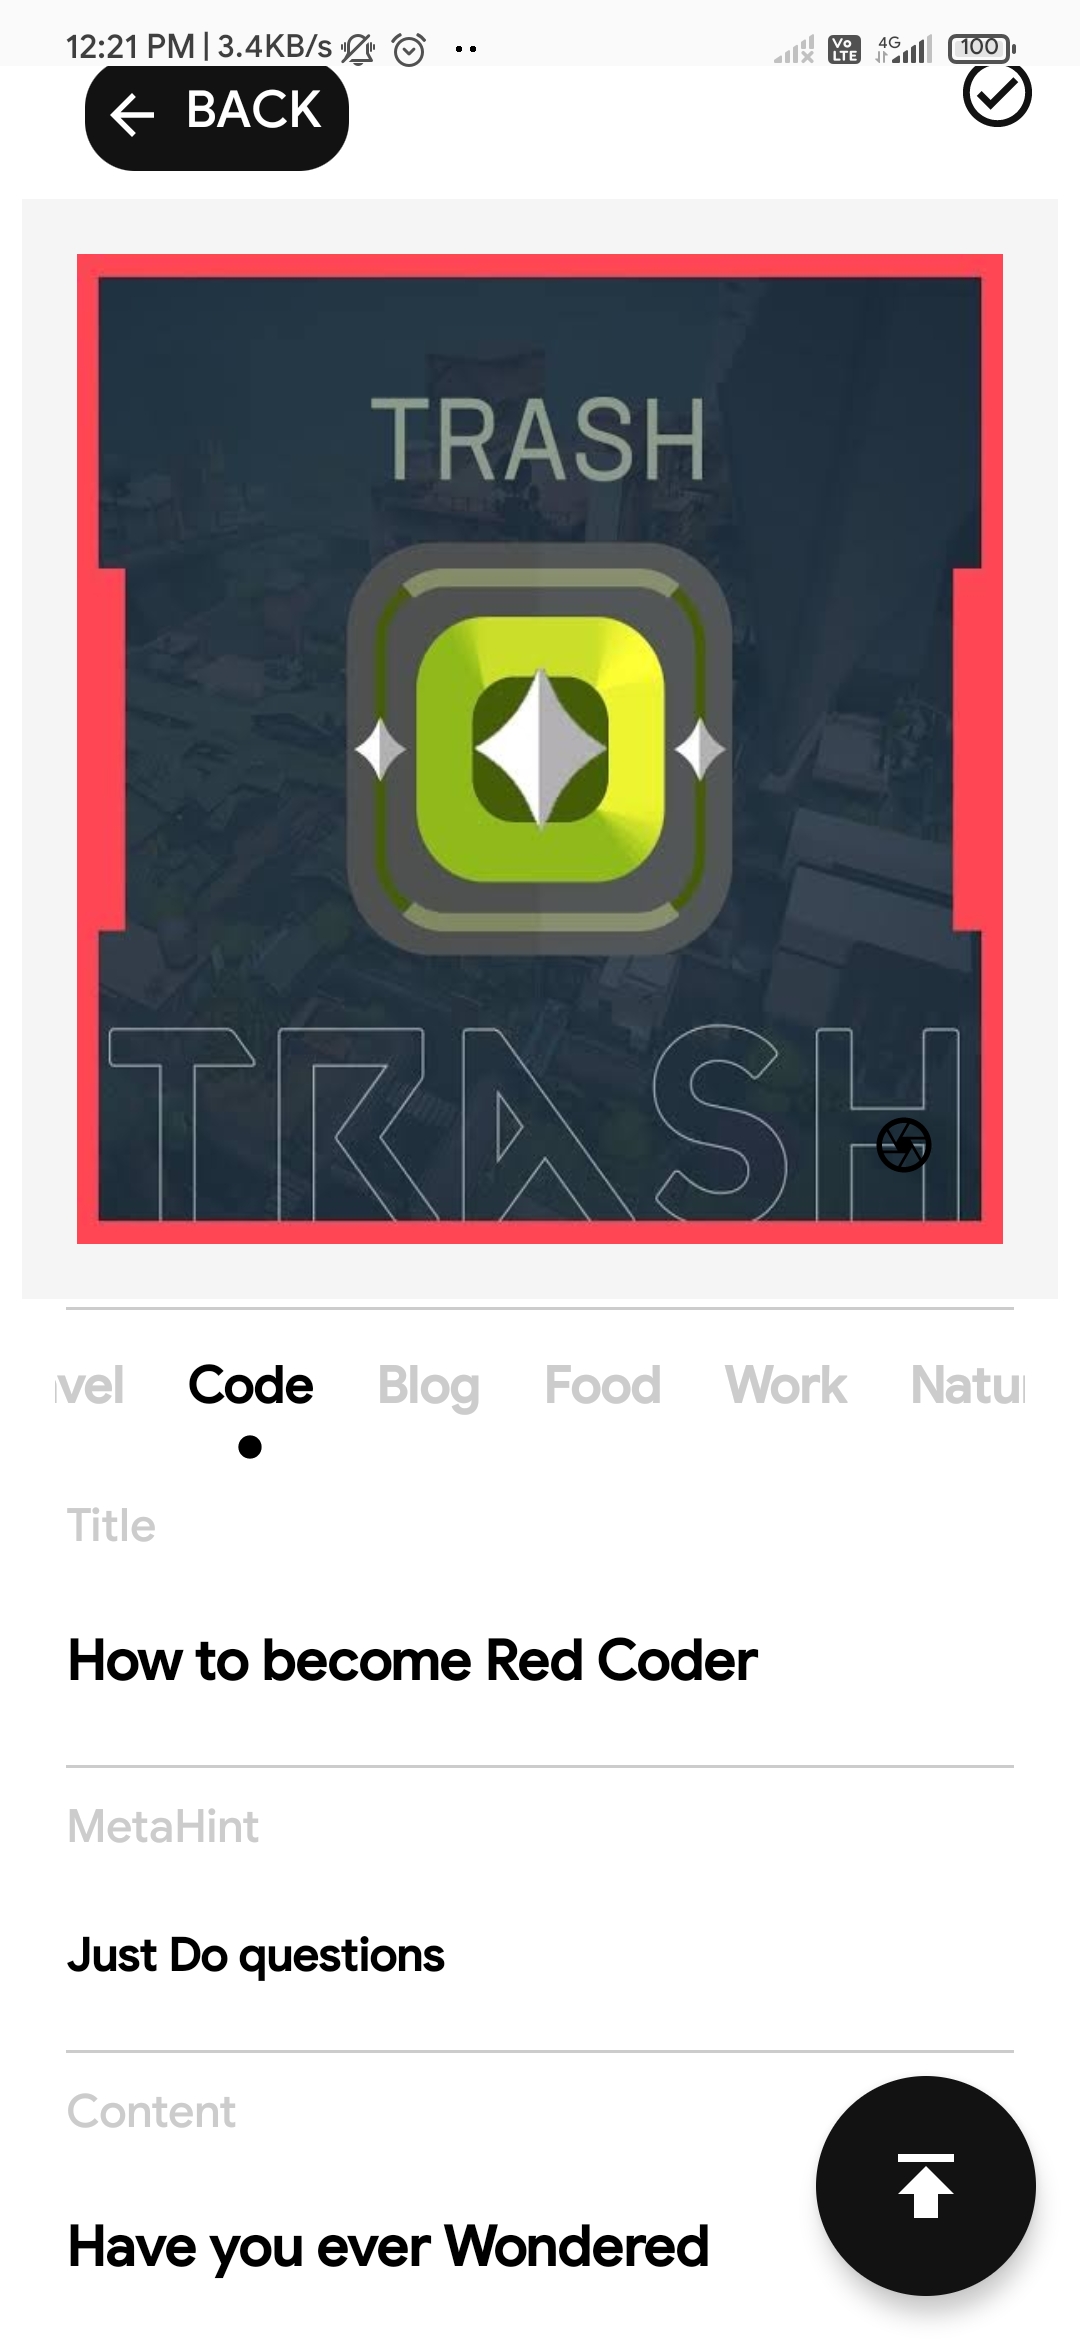 12:21 PM | 3.4KB/s
Vo LTE 4G 100
BACK
TRASH
TRASH
vel Code Blog Food Work Natu
Title
How to become Red Coder
MetaHint
Just Do questions
Content
Have you ever Wondered